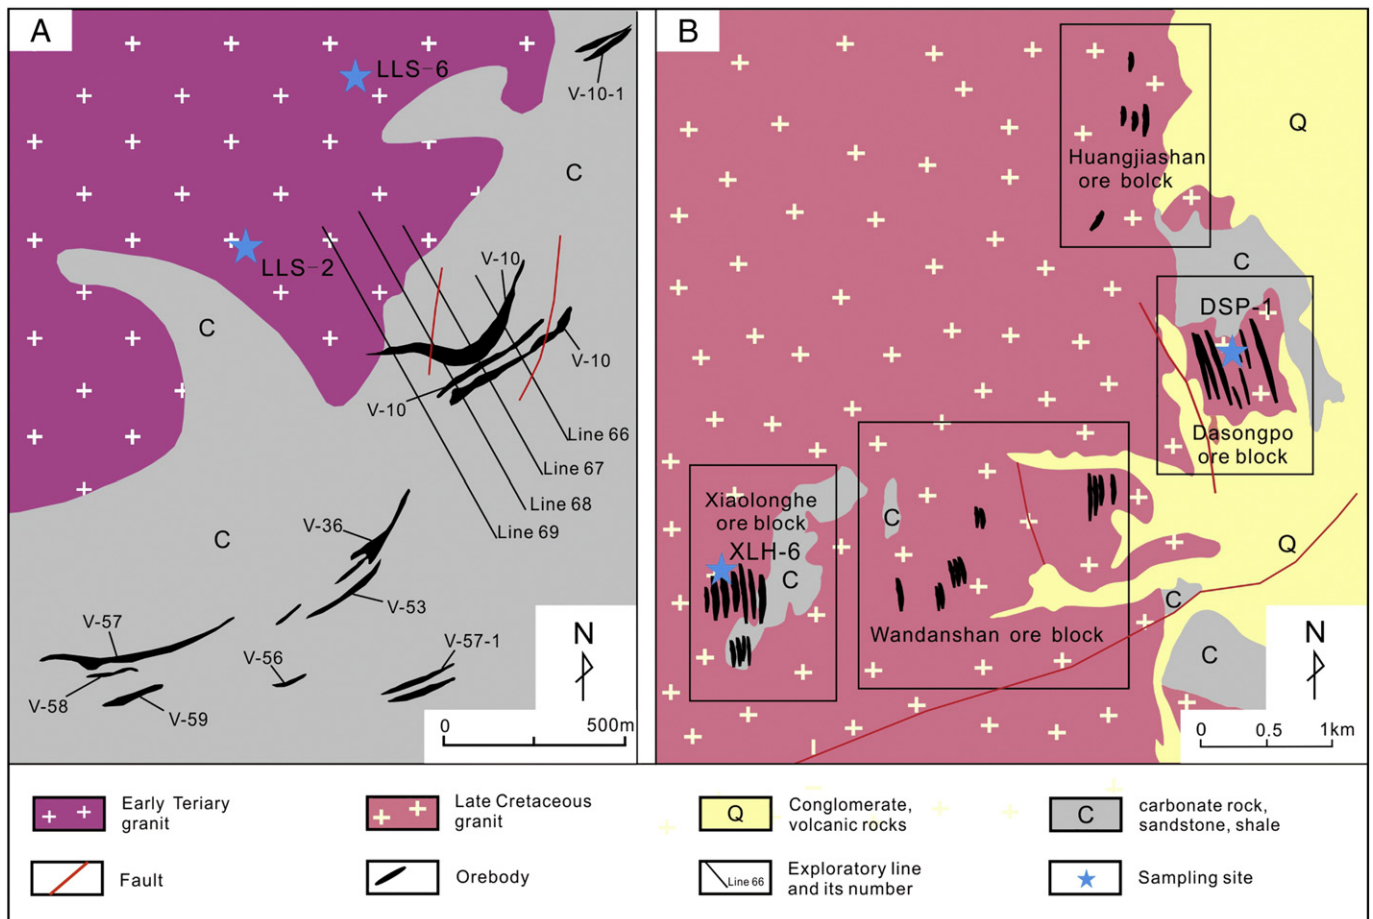 A
LLS-6
V-10-1
C
LLS-2
V-10
C
V-10
V-10
Line 66
Line 67
Line 68
Line 69
V-36
C
V-53
V-57
V-57-1
V-56
V-58
V-59
N
0 500m
B
Q
Huangjiashan
ore bolck
C
DSP-1
Dasongpo
ore block
Xiaolonghe
ore block
XLH-6
C
C
Q
C
Wandanshan ore block
C
N
0 0.5 1km
Early Teriary
granit
Late Cretaceous
granit
Q
Conglomerate,
volcanic rocks
C
carbonate rock,
sandstone, shale
Fault
Orebody
Line 66
Exploratory line
and its number
Sampling site